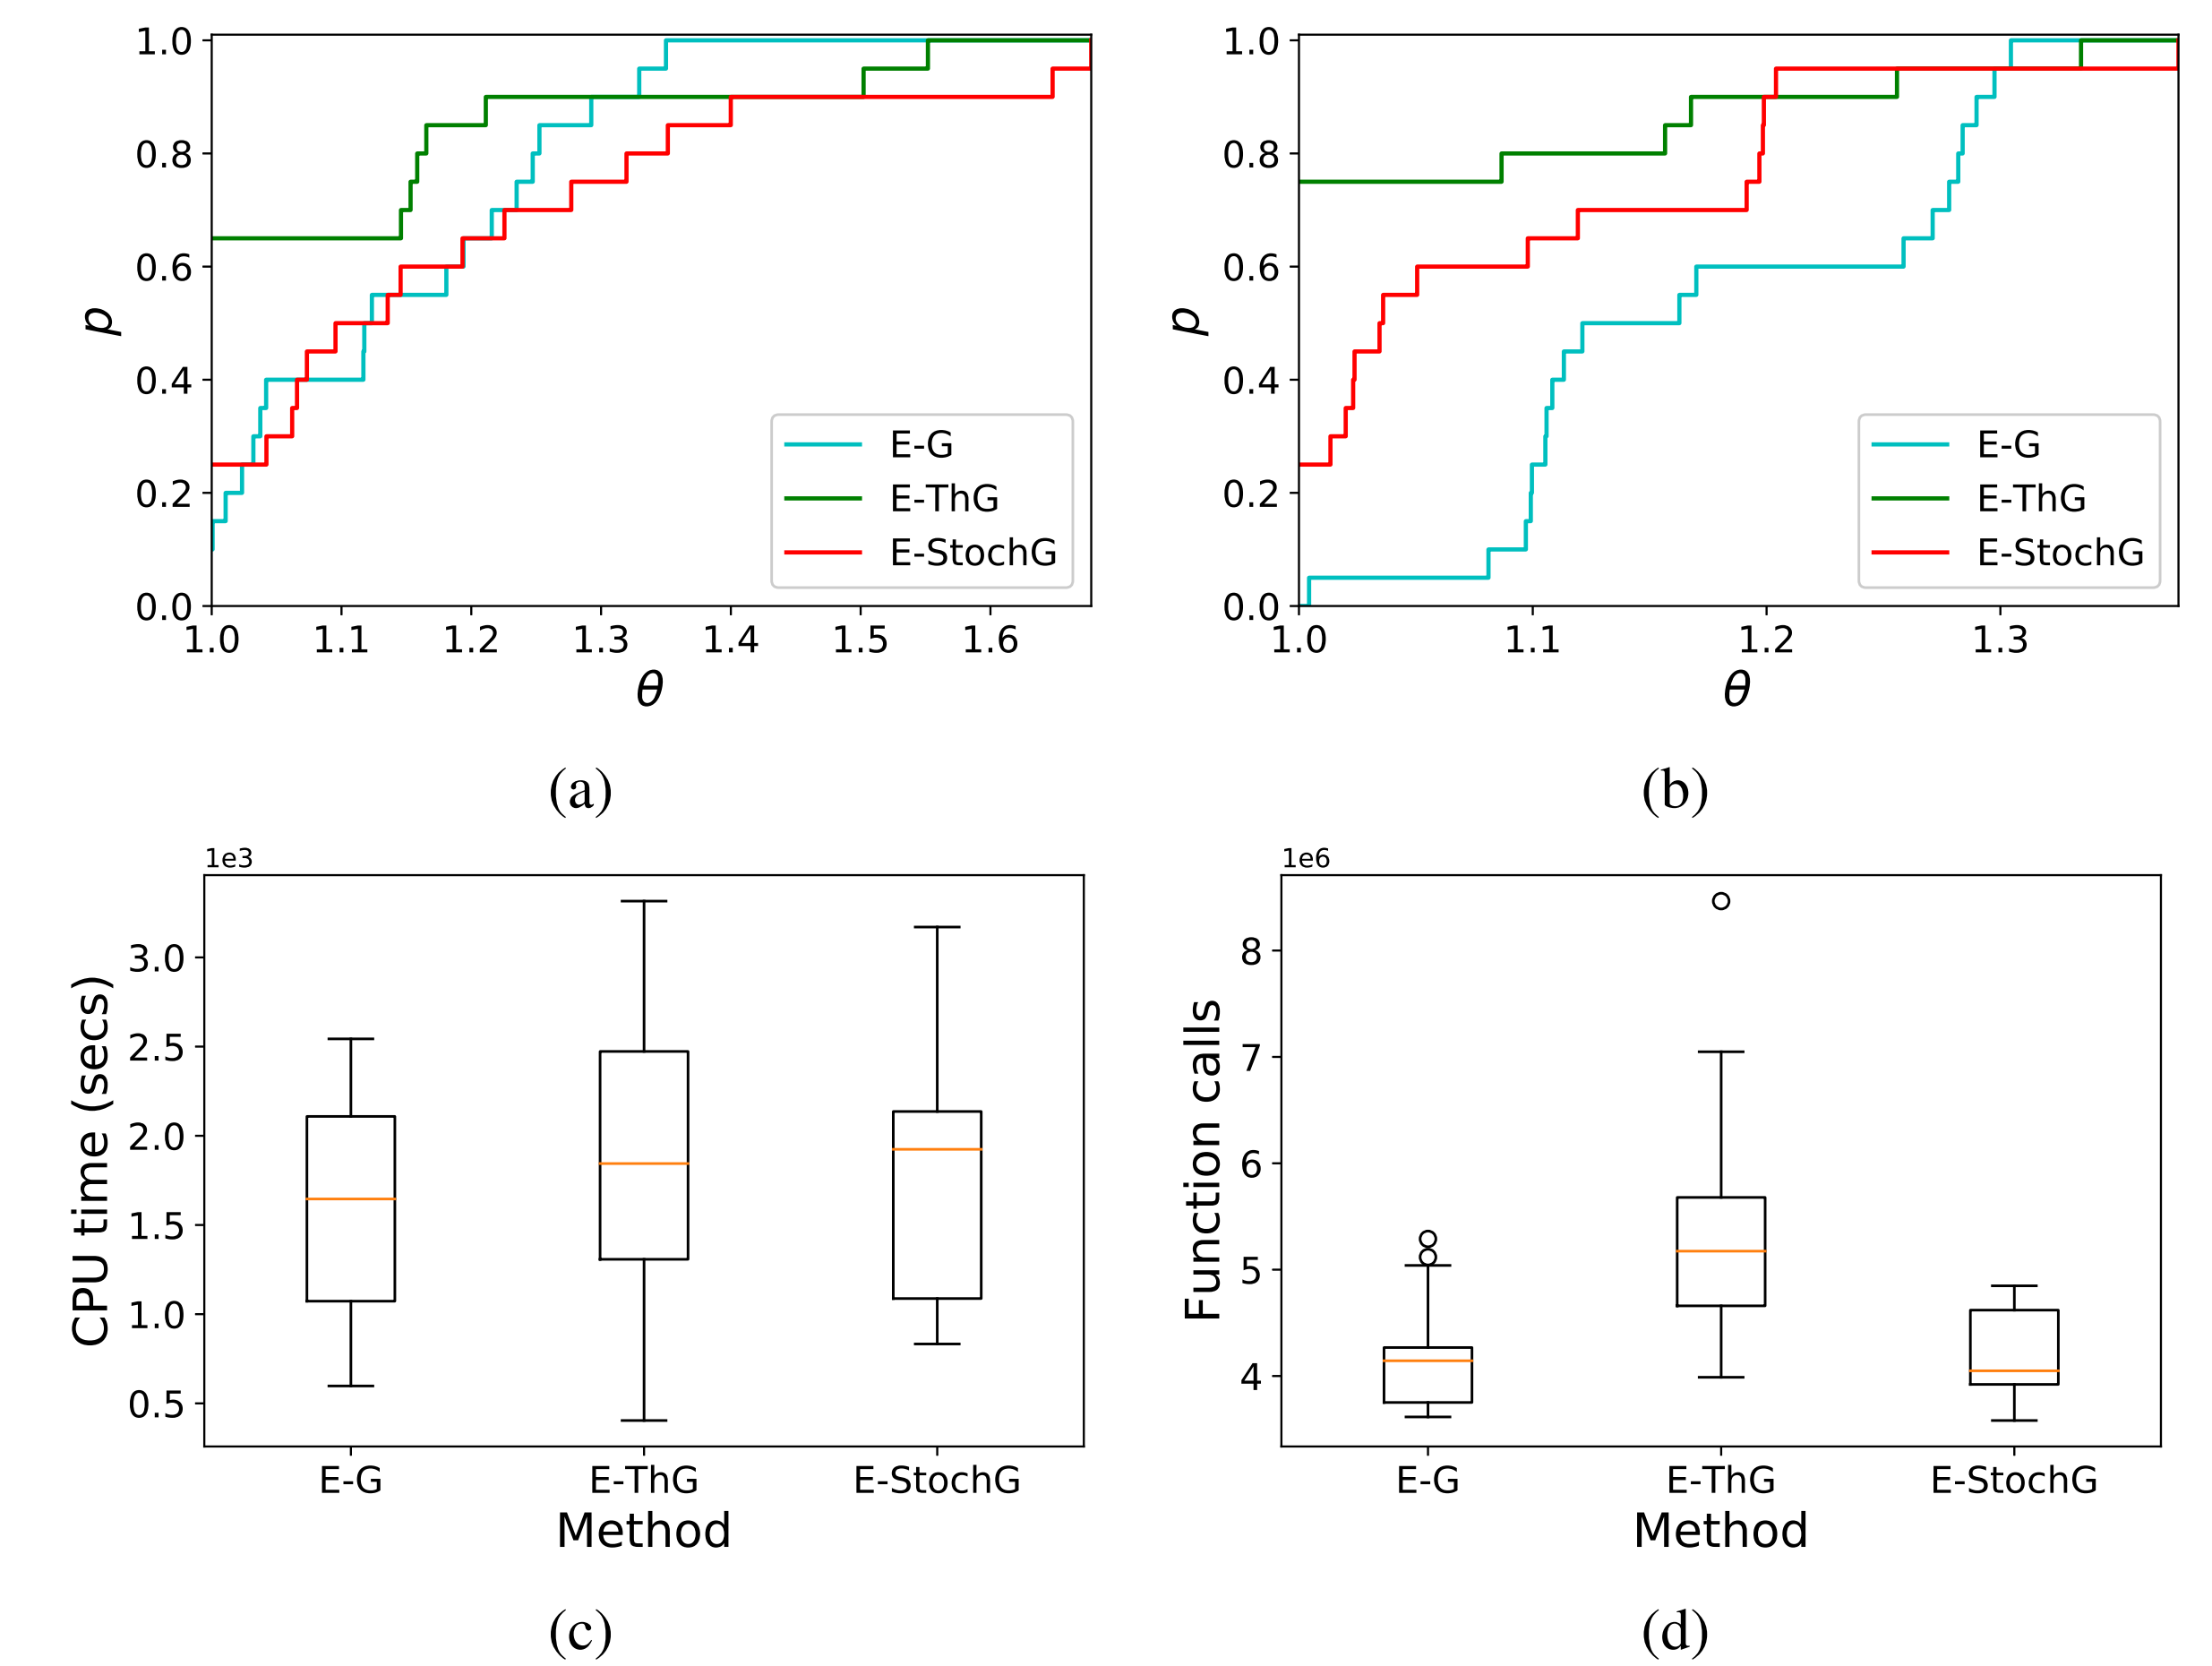 1.0
0.8
0.6
0.4
0.2
0.0
p
1.0 1.1 1.2 1.3 1.4 1.5 1.6
θ
E-G
E-ThG
E-StochG
(a)
1.0
0.8
0.6
0.4
0.2
0.0
p
1.0 1.1 1.2 1.3
θ
E-G
E-ThG
E-StochG
(b)
1e3
3.0
2.5
2.0
1.5
1.0
0.5
CPU time (secs)
E-G E-ThG E-StochG
Method
(c)
1e6
8
7
6
5
4
Function calls
E-G E-ThG E-StochG
Method
(d)